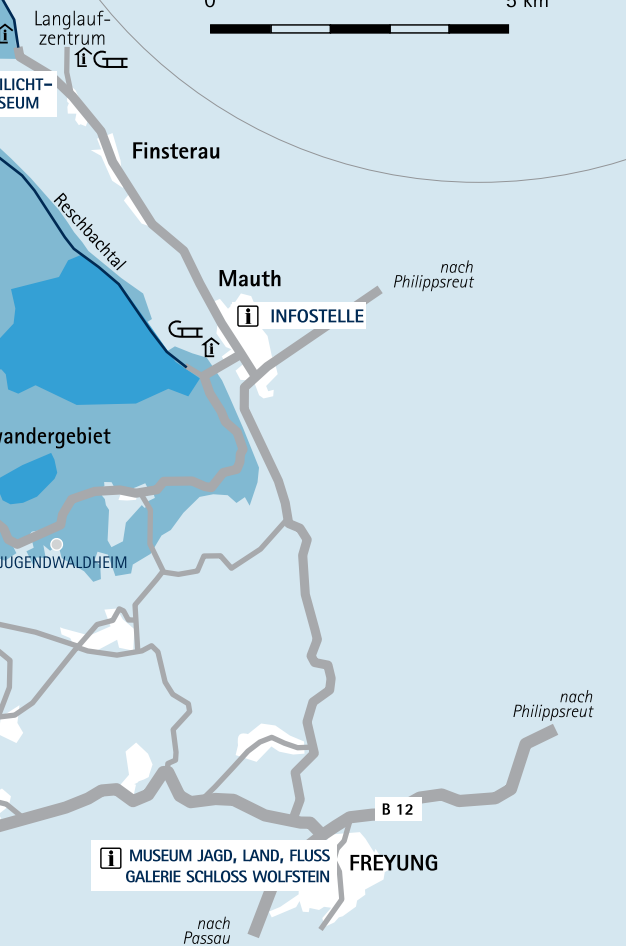 0
5 km
Langlauf-
zentrum
ILICHT-
SEUM
Finsterau
Reschbachtal
nach
Philippsreut
Mauth
INFOSTELLE
wandergebiet
JUGENDWALDHEIM
nach
Philippsreut
B 12
MUSEUM JAGD, LAND, FLUSS
GALERIE SCHLOSS WOLFSTEIN
FREYUNG
nach
Passau